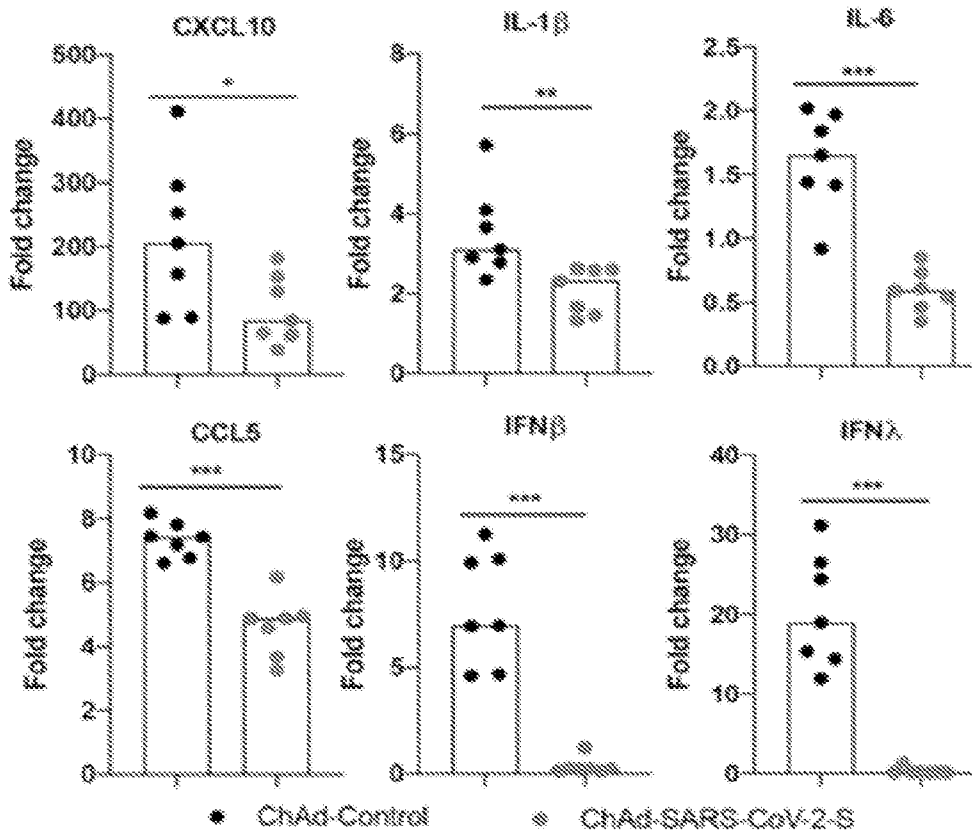 CXCL10
IL-1β
IL-6
500
400
300
200
100
0
Fold change
*
8
6
4
2
0
Fold change
**
2.5
2.0
1.5
1.0
0.5
0.0
Fold change
***
CCL5
IFNβ
IFNλ
10
8
6
4
2
0
Fold change
***
15
10
5
0
Fold change
***
40
30
20
10
0
Fold change
***
ChAd-Control
ChAd-SARS-CoV-2-S